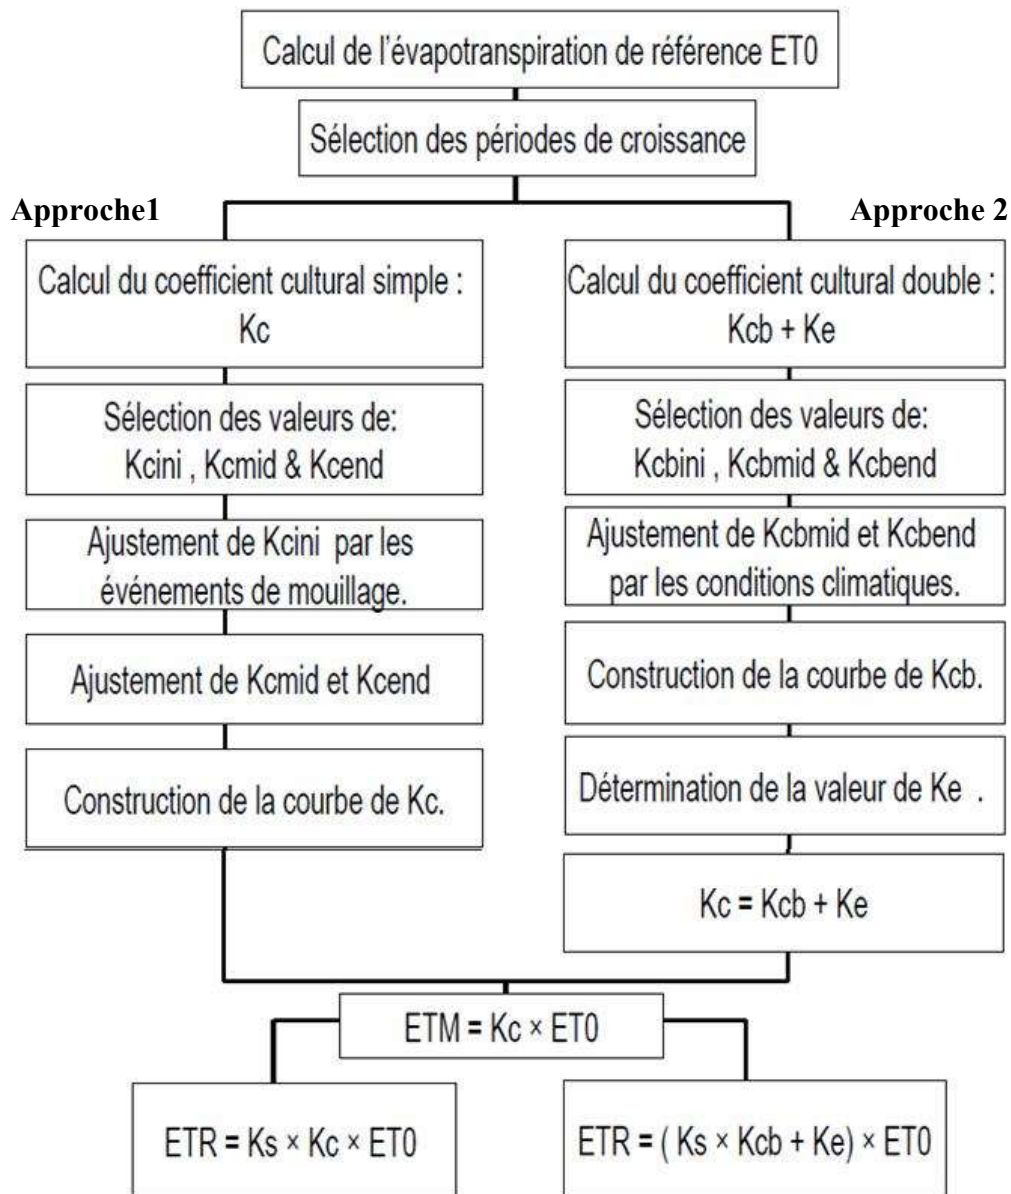 Calcul de l’évapotranspiration de référence ET0
Sélection des périodes de croissance
Approche1
Calcul du coefficient cultural simple :
Kc
Sélection des valeurs de:
Kcini , Kcmid & Kcend
Ajustement de Kcini par les
événements de mouillage.
Ajustement de Kcmid et Kcend
Construction de la courbe de Kc.
Approche 2
Calcul du coefficient cultural double :
Kcb + Ke
Sélection des valeurs de:
Kcbini , Kcbmid & Kcbend
Ajustement de Kcbmid et Kcbend
par les conditions climatiques.
Construction de la courbe de Kcb.
Détermination de la valeur de Ke .
Kc = Kcb + Ke
ETM = Kc × ET0
ETR = Ks × Kc × ET0
ETR = ( Ks × Kcb + Ke) × ET0